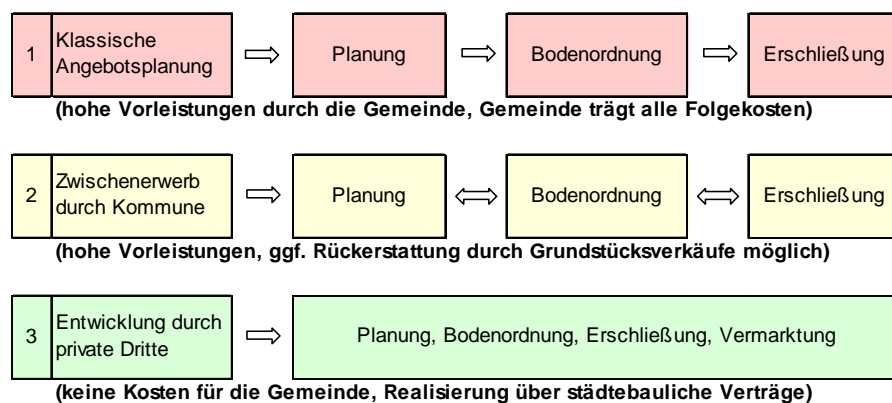 1
Klassische
Angebotsplanung
Planung
Bodenordnung
Erschließung
(hohe Vorleistungen durch die Gemeinde, Gemeinde trägt alle Folgekosten)
2
Zwischenerwerb
durch Kommune
Planung
Bodenordnung
Erschließung
(hohe Vorleistungen, ggf. Rückerstattung durch Grundstücksverkäufe möglich)
3
Entwicklung durch
private Dritte
Planung, Bodenordnung, Erschließung, Vermarktung
(keine Kosten für die Gemeinde, Realisierung über städtebauliche Verträge)